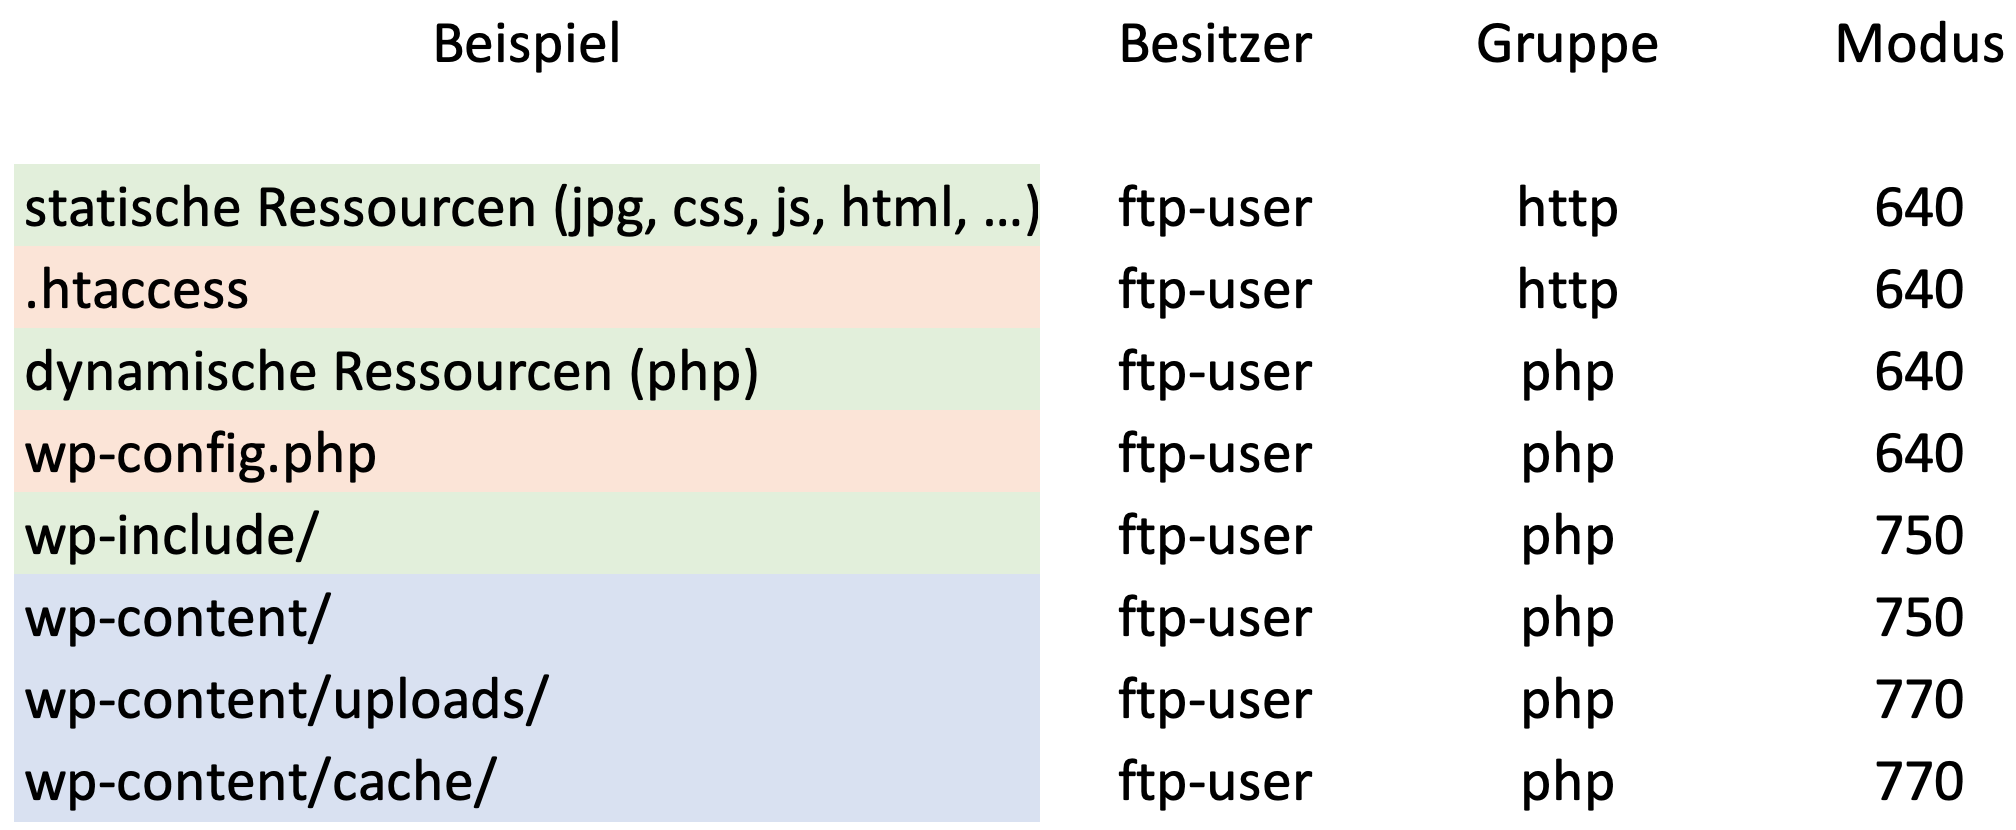 Beispiel Besitzer Gruppe Modus
statische Ressourcen (jpg, css, js, html, …) ftp-user http 640
.htaccess ftp-user http 640
dynamische Ressourcen (php) ftp-user php 640
wp-config.php ftp-user php 640
wp-include/ ftp-user php 750
wp-content/ ftp-user php 750
wp-content/uploads/ ftp-user php 770
wp-content/cache/ ftp-user php 770